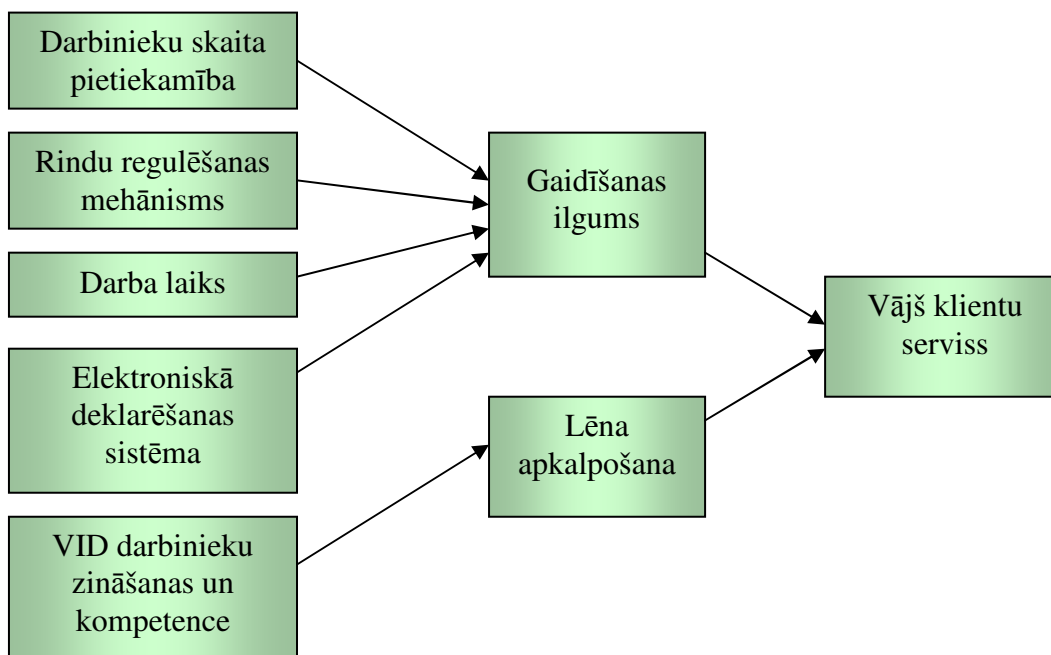 Darbinieku skaita
pietiekamība
Rindu regulēšanas
mehānisms
Darba laiks
Elektroniskā
deklarēšanas
sistēma
VID darbinieku
zināšanas un
kompetence
Gaidīšanas
ilgums
Lēna
apkalpošana
Vājš klientu
serviss